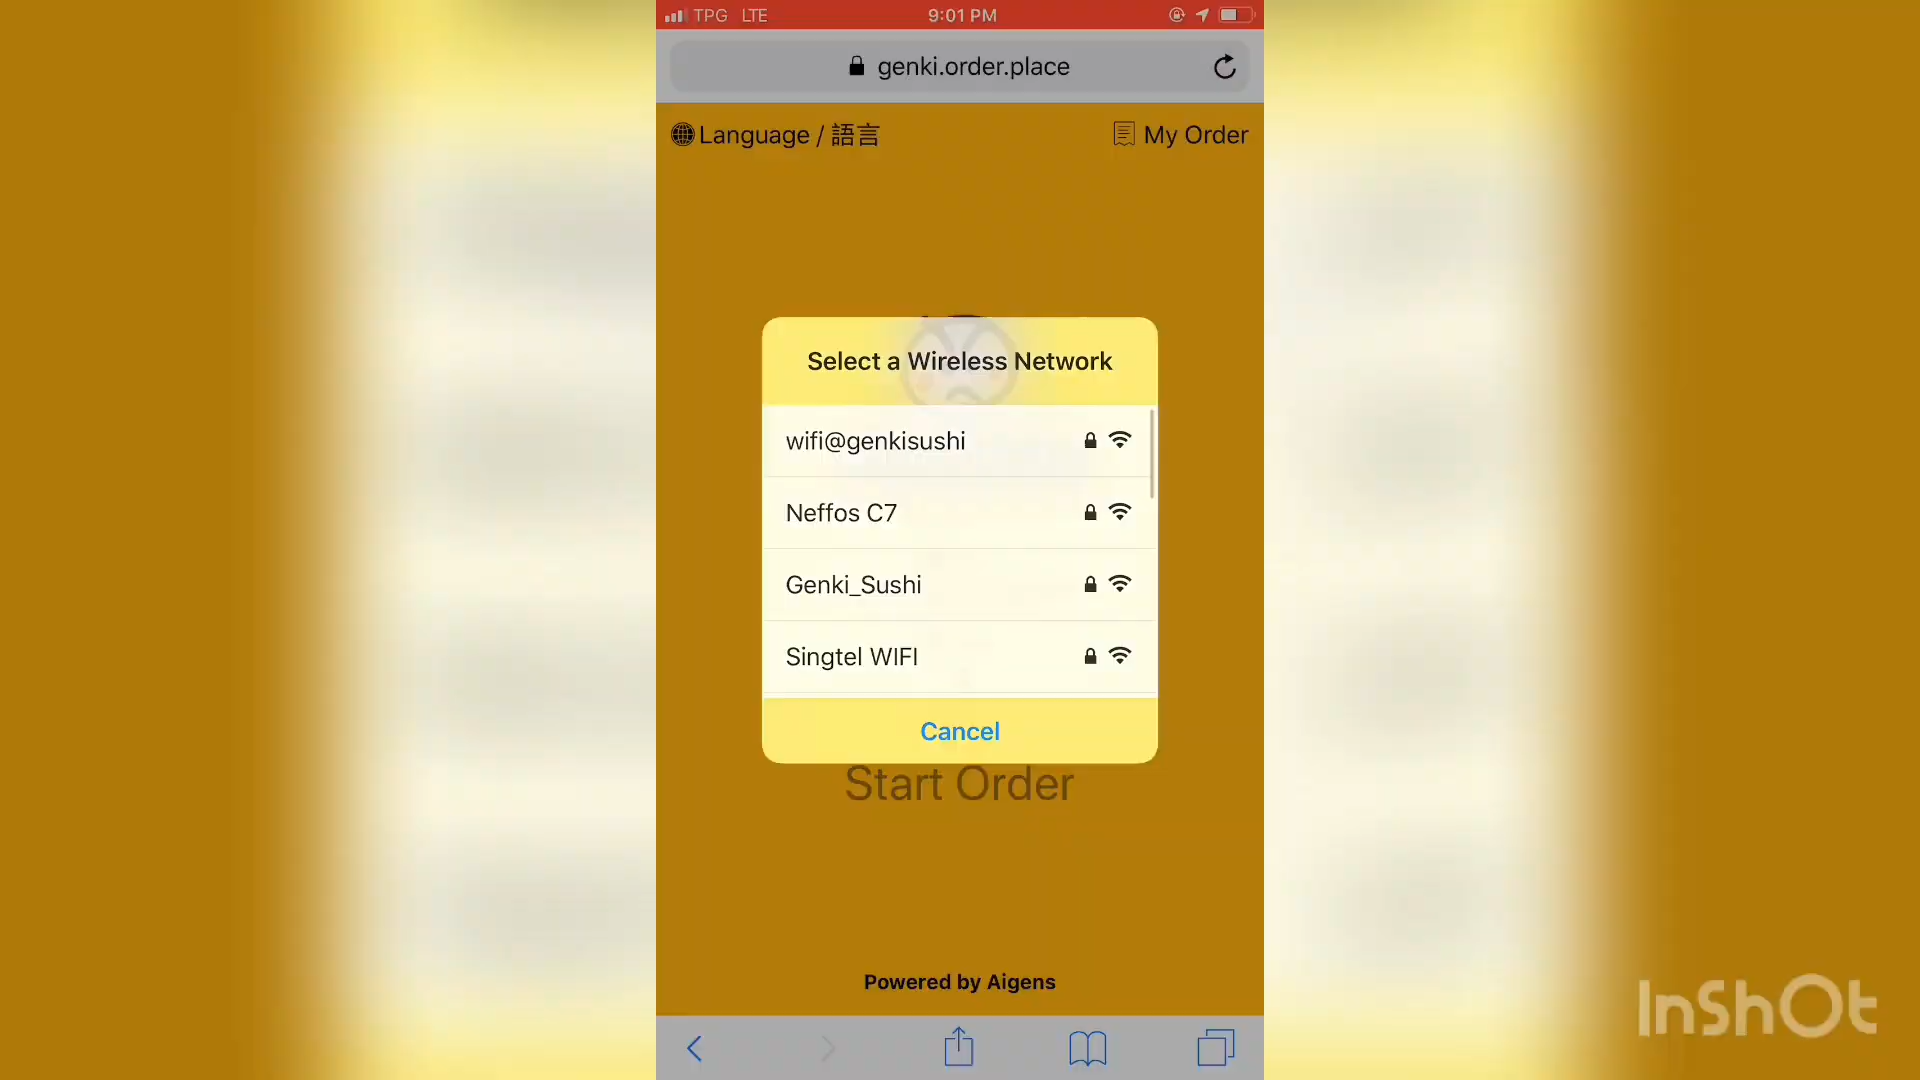 TPG LTE 9:01 PM
genki.order.place
Language / 語言 My Order
Select a Wireless Network
wifi@genkisushi
Neffos C7
Genki_Sushi
Singtel WIFI
Cancel
Start Order
Powered by Aigens
InShOt